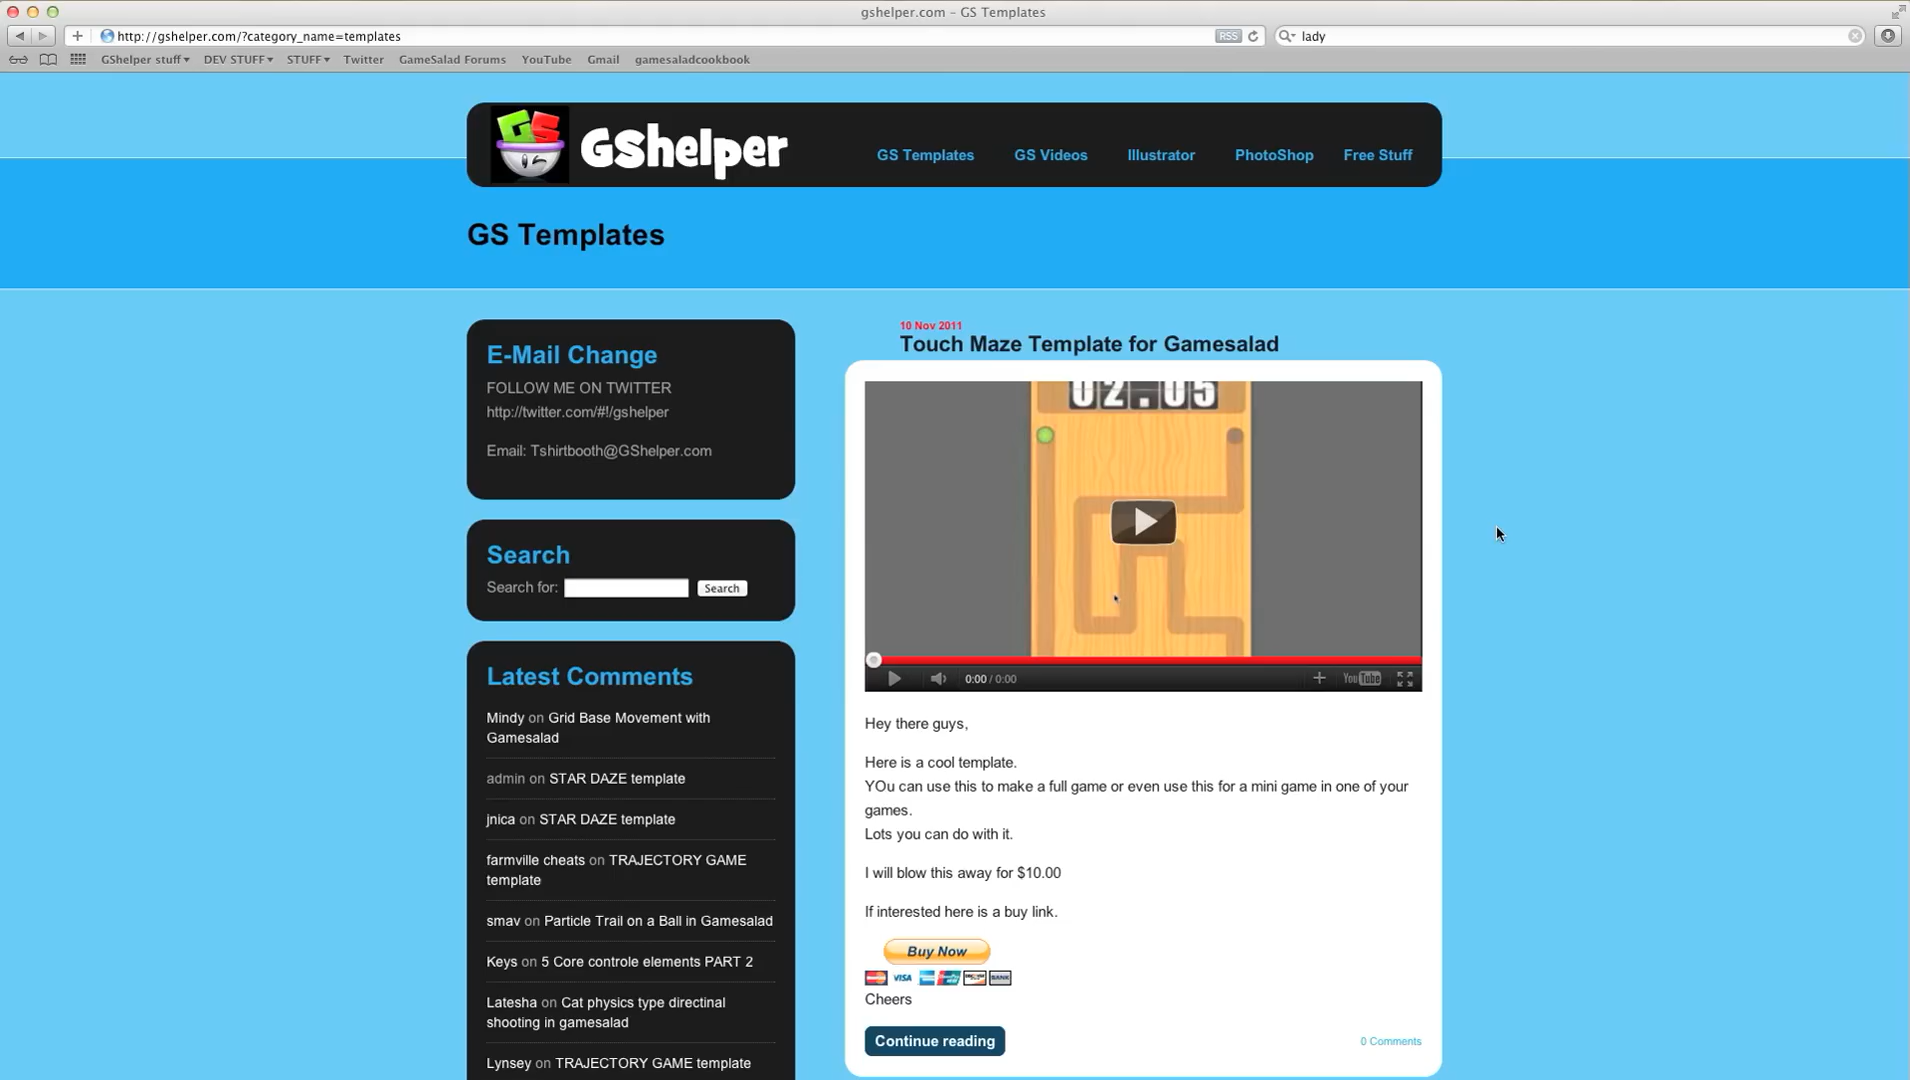 gshelper.com – GS Templates
http://gshelper.com/?category_name=templates
RSS
lady
GShelper stuff
DEV STUFF
STUFF
Twitter
GameSalad Forums
YouTube
Gmail
gamesaladcookbook
GS
GShelper
GS Templates
GS Videos
Illustrator
PhotoShop
Free Stuff
GS Templates
E-Mail Change
FOLLOW ME ON TWITTER
http://twitter.com/#!/gshelper
Email: Tshirtbooth@GShelper.com
Search
Search for:
Search
Latest Comments
Mindy on Grid Base Movement with
Gamesalad
admin on STAR DAZE template
jnica on STAR DAZE template
farmville cheats on TRAJECTORY GAME
template
smav on Particle Trail on a Ball in Gamesalad
Keys on 5 Core controle elements PART 2
Latesha on Cat physics type directinal
shooting in gamesalad
Lynsey on TRAJECTORY GAME template
10 Nov 2011
Touch Maze Template for Gamesalad
02.05
0:00 / 0:00
YouTube
Hey there guys,
Here is a cool template.
YOu can use this to make a full game or even use this for a mini game in one of your
games.
Lots you can do with it.
I will blow this away for $10.00
If interested here is a buy link.
Buy Now
VISA
BANK
Cheers
Continue reading
0 Comments